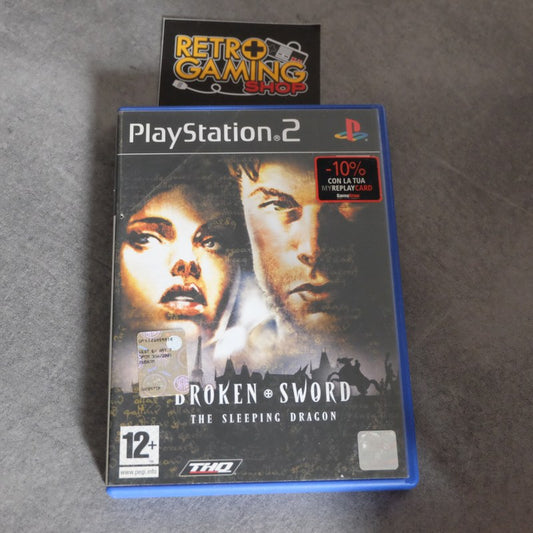 RETRO
GAMING
SHOP
PlayStation®2
-10%
CON LA TUA
MYREPLAYCARD
GameStop
BROKEN SWORD
THE SLEEPING DRAGON
12+
www.pegi.info
THQ